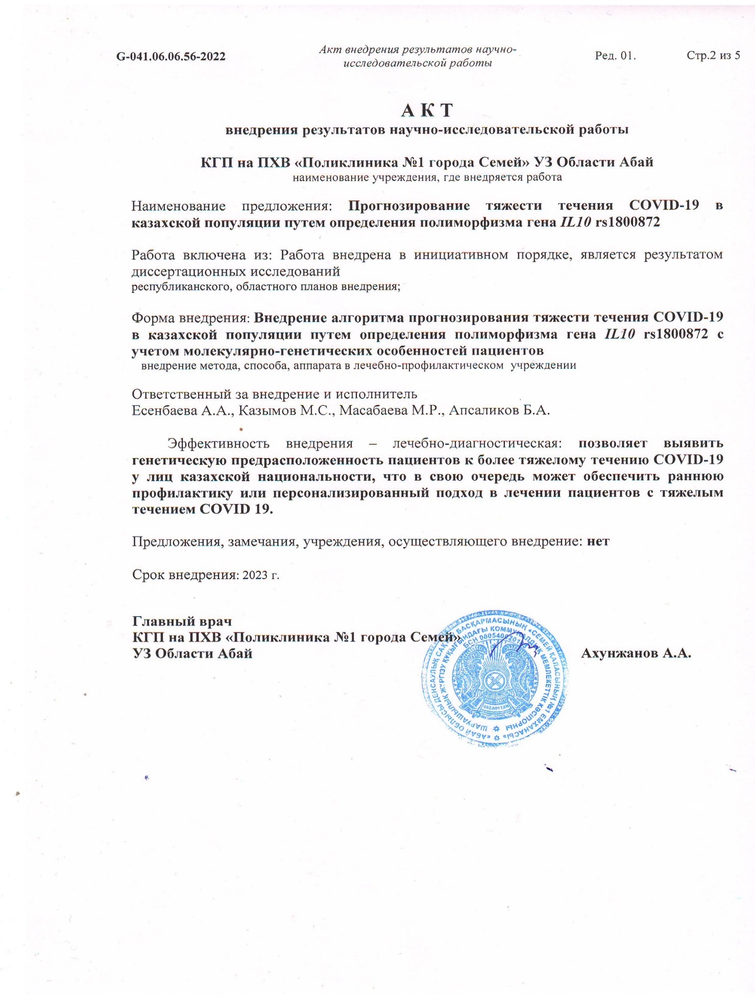 G-041.06.06.56-2022
Акт внедрения результатов научно-
исследовательской работы
Ред. 01.
Стр.2 из 5
А К Т
внедрения результатов научно-исследовательской работы
КГП на ПХВ «Поликлиника №1 города Семей» УЗ Области Абай
наименование учреждения, где внедряется работа
Наименование предложения: Прогнозирование тяжести течения COVID-19 в
казахской популяции путем определения полиморфизма гена IL10 rs1800872
Работа включена из: Работа внедрена в инициативном порядке, является результатом
диссертационных исследований
республиканского, областного планов внедрения;
Форма внедрения: Внедрение алгоритма прогнозирования тяжести течения COVID-19
в казахской популяции путем определения полиморфизма гена IL10 rs1800872 с
учетом молекулярно-генетических особенностей пациентов
внедрение метода, способа, аппарата в лечебно-профилактическом учреждении
Ответственный за внедрение и исполнитель
Есенбаева А.А., Казымов М.С., Масабаева М.Р., Апсаликов Б.А.
Эффективность внедрения – лечебно-диагностическая: позволяет выявить
генетическую предрасположенность пациентов к более тяжелому течению COVID-19
у лиц казахской национальности, что в свою очередь может обеспечить раннюю
профилактику или персонализированный подход в лечении пациентов с тяжелым
течением COVID 19.
Предложения, замечания, учреждения, осуществляющего внедрение: нет
Срок внедрения: 2023 г.
Главный врач
КГП на ПХВ «Поликлиника №1 города Семей»
УЗ Области Абай
Ахунжанов А.А.
«АБАЙ ОБЛЫСЫ ДЕНСАУЛЫҚ САҚТАУ БАСҚАРМАСЫНЫҢ «СЕМЕЙ ҚАЛАСЫНЫҢ №1 ЕМХАНАСЫ»
ШАРУАШЫЛЫҚ ЖҮРГІЗУ ҚҰҚЫҒЫНДАҒЫ КОММУНАЛДЫҚ МЕМЛЕКЕТТІК КӘСІПОРНЫ
БСН
QAZAQSTAN